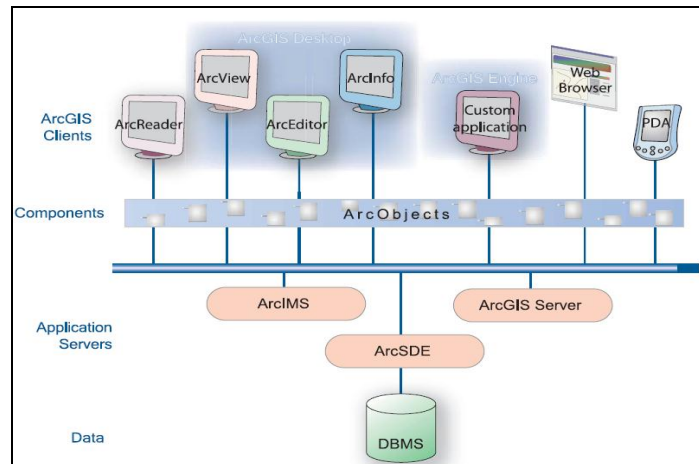 ArcGIS Desktop
ArcView
ArcInfo
ArcGIS Engine
Web
Browser
ArcGIS
Clients
ArcReader
ArcEditor
Custom
application
PDA
Components
ArcObjects
ArcIMS
ArcGIS Server
Application
Servers
ArcSDE
Data
DBMS